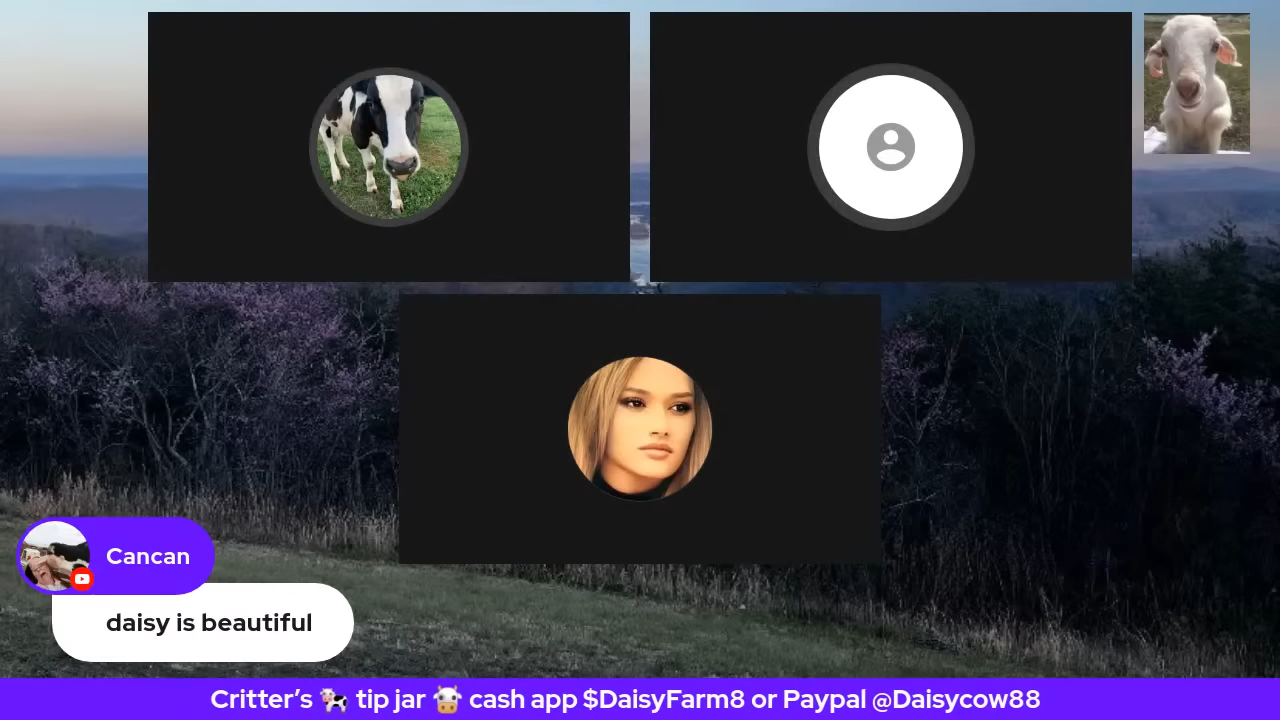 Cancan
daisy is beautiful
Critter’s 🐄 tip jar 🐮 cash app $DaisyFarm8 or Paypal @Daisycow88